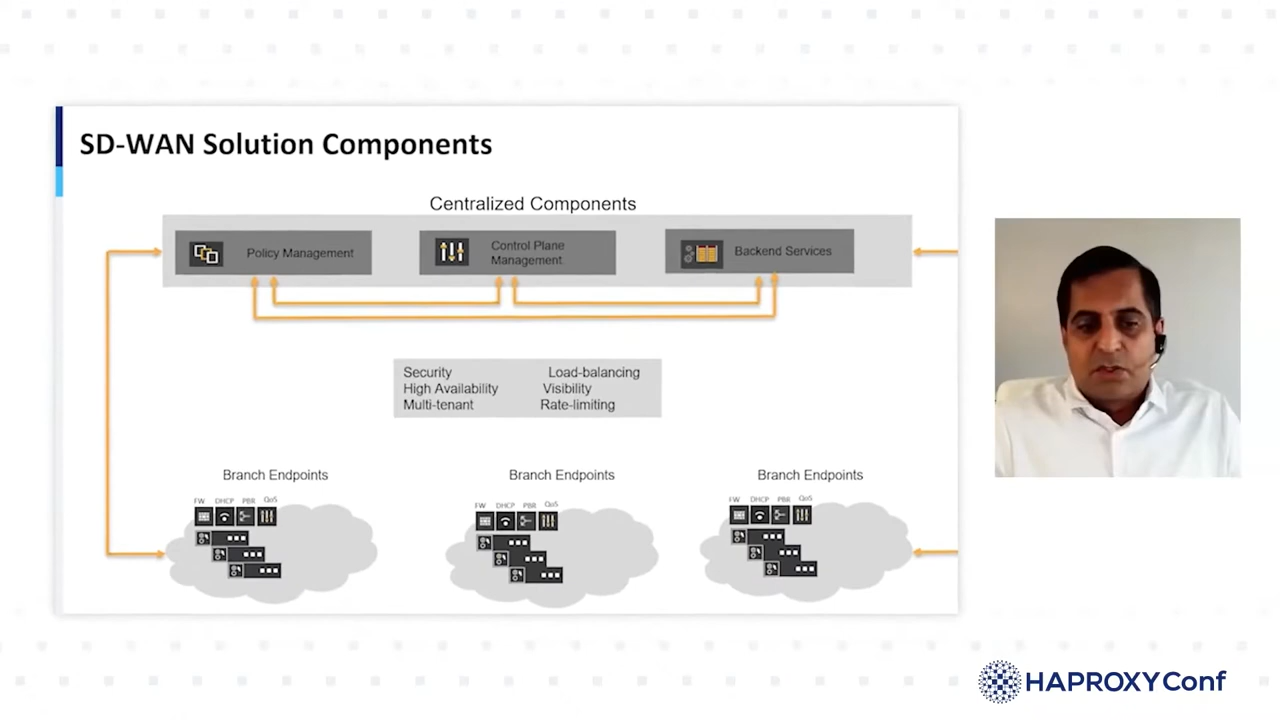 SD-WAN Solution Components
Centralized Components
Policy Management
Control Plane
Management.
Backend Services
Security Load-balancing
High Availability Visibility
Multi-tenant Rate-limiting
Branch Endpoints
FW DHCP PBR QoS
Branch Endpoints
FW DHCP PBR QoS
Branch Endpoints
FW DHCP PBR QoS
HAPROXYConf